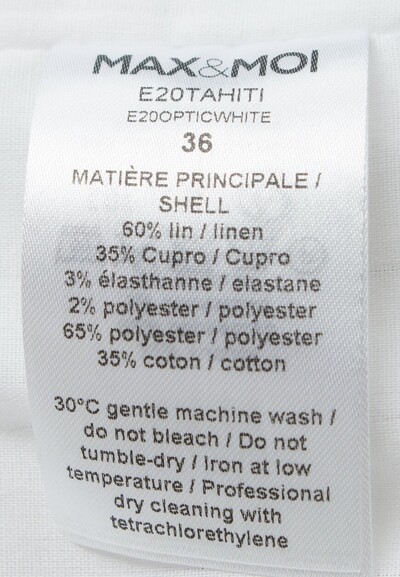 MAX&MOI
E20TAHITI
E20OPTICWHITE
36
MATIÈRE PRINCIPALE /
SHELL
60% lin / linen
35% Cupro / Cupro
3% élasthanne / elastane
2% polyester / polyester
65% polyester / polyester
35% coton / cotton
30°C gentle machine wash /
do not bleach / Do not
tumble-dry / Iron at low
temperature / Professional
dry cleaning with
tetrachlorethylene